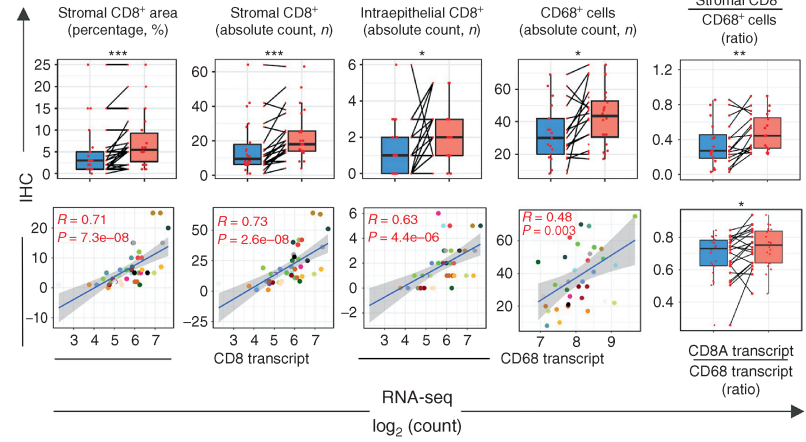 Stromal CD8⁺ area
(percentage, %)
Stromal CD8⁺
(absolute count, n)
Intraepithelial CD8⁺
(absolute count, n)
CD68⁺ cells
(absolute count, n)
Stromal CD8
CD68⁺ cells
(ratio)
***
***
*
*
**
25
20
15
10
5
0
60
40
20
0
6
4
2
0
60
40
20
1.2
0.9
0.6
0.3
0.0
IHC
R = 0.71
P = 7.3e−08
R = 0.73
P = 2.6e−08
R = 0.63
P = 4.4e−06
R = 0.48
P = 0.003
*
20
10
0
−10
50
25
0
−25
6
4
2
0
−2
60
40
20
0.8
0.6
0.4
3 4 5 6 7
3 4 5 6 7
3 4 5 6 7
7 8 9
CD8 transcript
CD68 transcript
CD8A transcript
CD68 transcript
(ratio)
RNA-seq
log₂ (count)